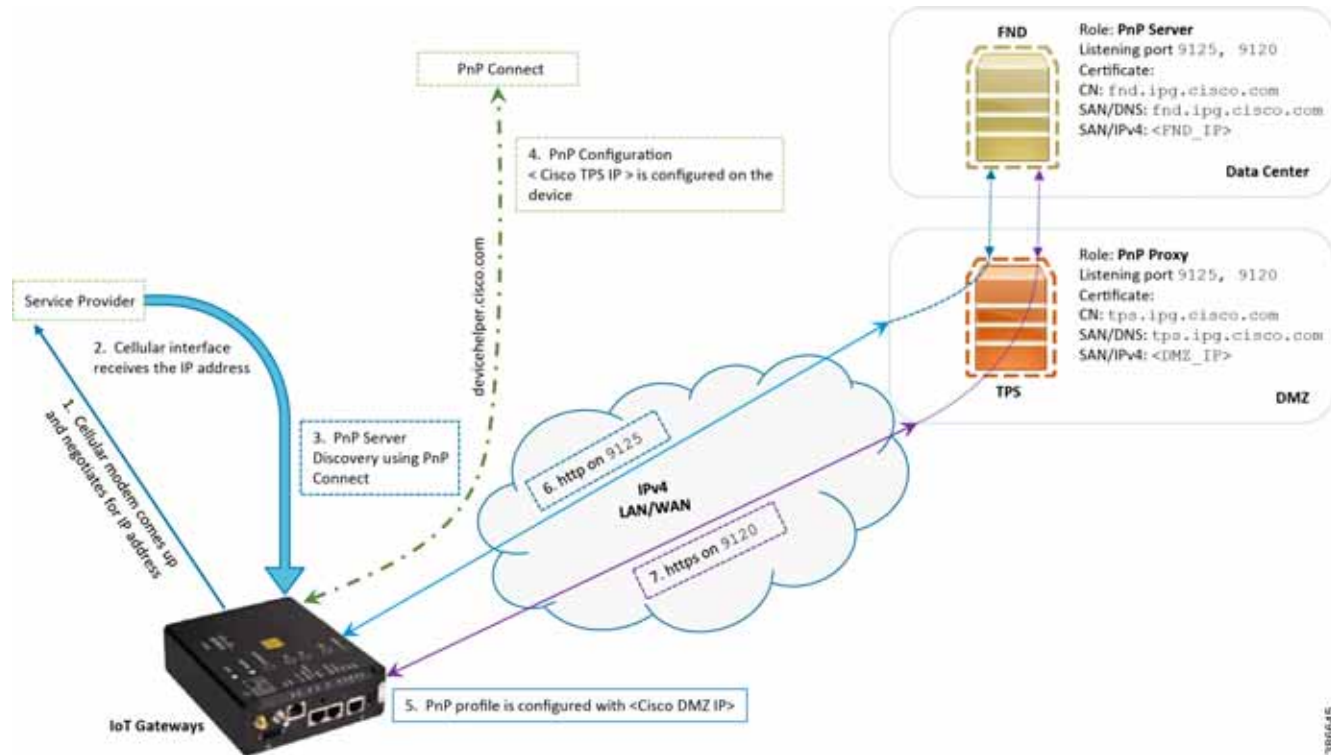 FND
Role: PnP Server
Listening port 9125, 9120
Certificate:
CN: fnd.ipg.cisco.com
SAN/DNS: fnd.ipg.cisco.com
SAN/IPv4: <FND_IP>
Data Center
PnP Connect
4. PnP Configuration
< Cisco TPS IP > is configured on the
device
devicehelper.cisco.com
Role: PnP Proxy
Listening port 9125, 9120
Certificate:
CN: tps.ipg.cisco.com
SAN/DNS: tps.ipg.cisco.com
SAN/IPv4: <DMZ_IP>
TPS
DMZ
Service Provider
2. Cellular interface
receives the IP address
1. Cellular modem comes up
and negotiates for IP address
3. PnP Server
Discovery using PnP
Connect
6. http on 9125
IPv4
LAN/WAN
7. https on 9120
5. PnP profile is configured with <Cisco DMZ IP>
IoT Gateways
386645